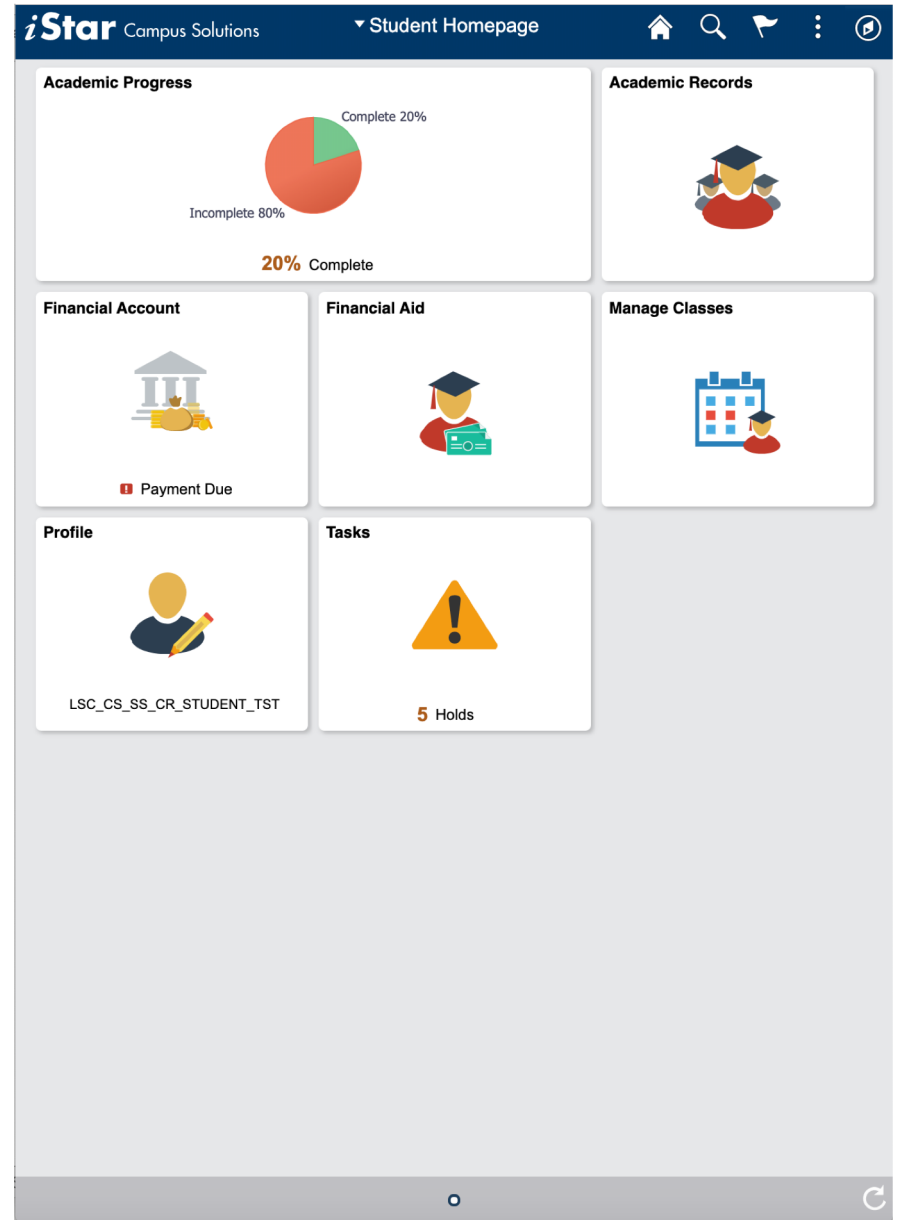 iStar Campus Solutions
Student Homepage
Academic Progress
Complete 20%
Incomplete 80%
20% Complete
Academic Records
Financial Account
Payment Due
Financial Aid
Manage Classes
Profile
LSC_CS_SS_CR_STUDENT_TST
Tasks
5 Holds